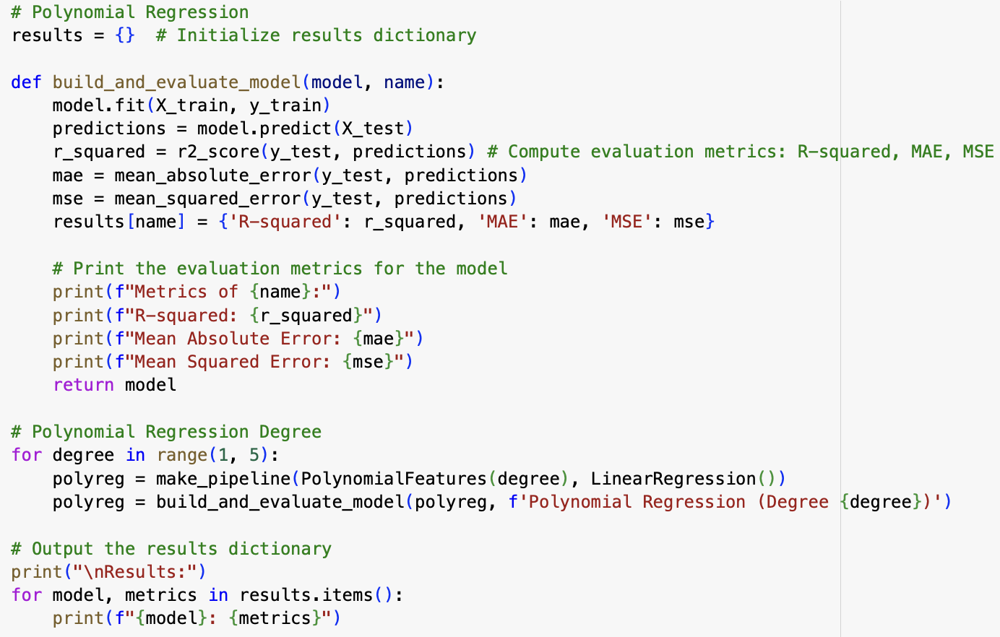 # Polynomial Regression
results = {}  # Initialize results dictionary

def build_and_evaluate_model(model, name):
    model.fit(X_train, y_train)
    predictions = model.predict(X_test)
    r_squared = r2_score(y_test, predictions) # Compute evaluation metrics: R-squared, MAE, MSE
    mae = mean_absolute_error(y_test, predictions)
    mse = mean_squared_error(y_test, predictions)
    results[name] = {'R-squared': r_squared, 'MAE': mae, 'MSE': mse}

    # Print the evaluation metrics for the model
    print(f"Metrics of {name}:")
    print(f"R-squared: {r_squared}")
    print(f"Mean Absolute Error: {mae}")
    print(f"Mean Squared Error: {mse}")
    return model

# Polynomial Regression Degree
for degree in range(1, 5):
    polyreg = make_pipeline(PolynomialFeatures(degree), LinearRegression())
    polyreg = build_and_evaluate_model(polyreg, f'Polynomial Regression (Degree {degree})')

# Output the results dictionary
print("\nResults:")
for model, metrics in results.items():
    print(f"{model}: {metrics}")